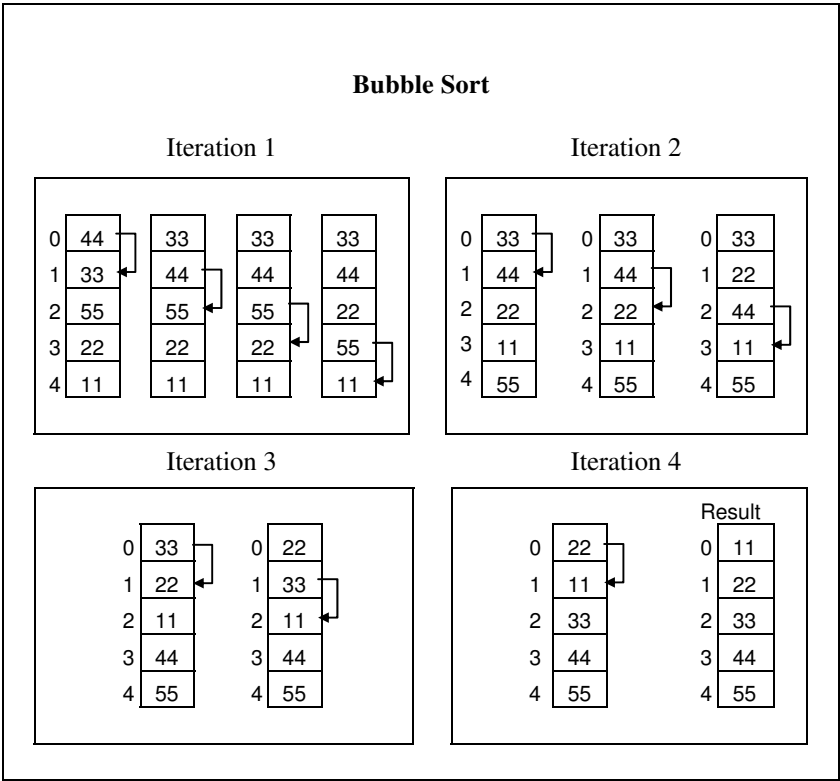 Bubble Sort
Iteration 1
0 44 33 33 33
1 33 44 44 44
2 55 55 55 22
3 22 22 22 55
4 11 11 11 11
Iteration 2
0 33 0 33 0 33
1 44 1 44 1 22
2 22 2 22 2 44
3 11 3 11 3 11
4 55 4 55 4 55
Iteration 3
0 33 0 22
1 22 1 33
2 11 2 11
3 44 3 44
4 55 4 55
Iteration 4
Result
0 22 0 11
1 11 1 22
2 33 2 33
3 44 3 44
4 55 4 55